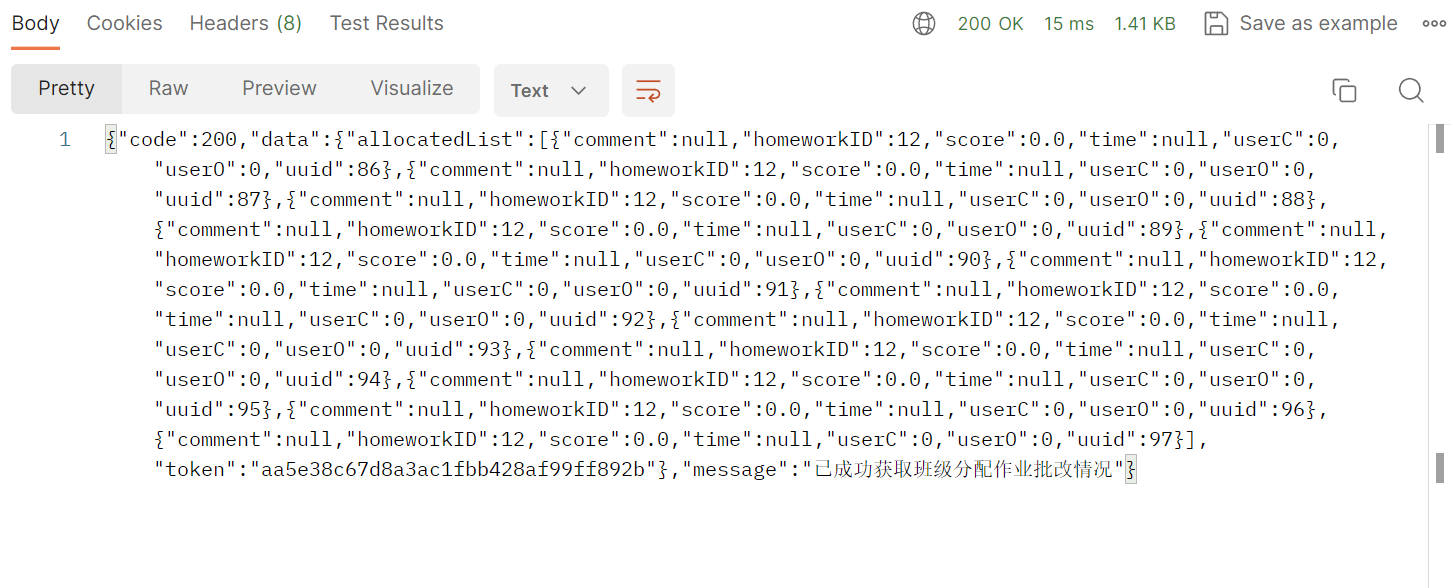 Body Cookies Headers (8) Test Results 200 OK 15 ms 1.41 KB Save as example
Pretty Raw Preview Visualize Text
1 {"code":200,"data":{"allocatedList":[{"comment":null,"homeworkID":12,"score":0.0,"time":null,"userC":0,
"userO":0,"uuid":86},{"comment":null,"homeworkID":12,"score":0.0,"time":null,"userC":0,"userO":0,
"uuid":87},{"comment":null,"homeworkID":12,"score":0.0,"time":null,"userC":0,"userO":0,"uuid":88},
{"comment":null,"homeworkID":12,"score":0.0,"time":null,"userC":0,"userO":0,"uuid":89},{"comment":null,
"homeworkID":12,"score":0.0,"time":null,"userC":0,"userO":0,"uuid":90},{"comment":null,"homeworkID":12,
"score":0.0,"time":null,"userC":0,"userO":0,"uuid":91},{"comment":null,"homeworkID":12,"score":0.0,
"time":null,"userC":0,"userO":0,"uuid":92},{"comment":null,"homeworkID":12,"score":0.0,"time":null,
"userC":0,"userO":0,"uuid":93},{"comment":null,"homeworkID":12,"score":0.0,"time":null,"userC":0,
"userO":0,"uuid":94},{"comment":null,"homeworkID":12,"score":0.0,"time":null,"userC":0,"userO":0,
"uuid":95},{"comment":null,"homeworkID":12,"score":0.0,"time":null,"userC":0,"userO":0,"uuid":96},
{"comment":null,"homeworkID":12,"score":0.0,"time":null,"userC":0,"userO":0,"uuid":97}],
"token":"aa5e38c67d8a3ac1fbb428af99ff892b"},"message":"已成功获取班级分配作业批改情况"}